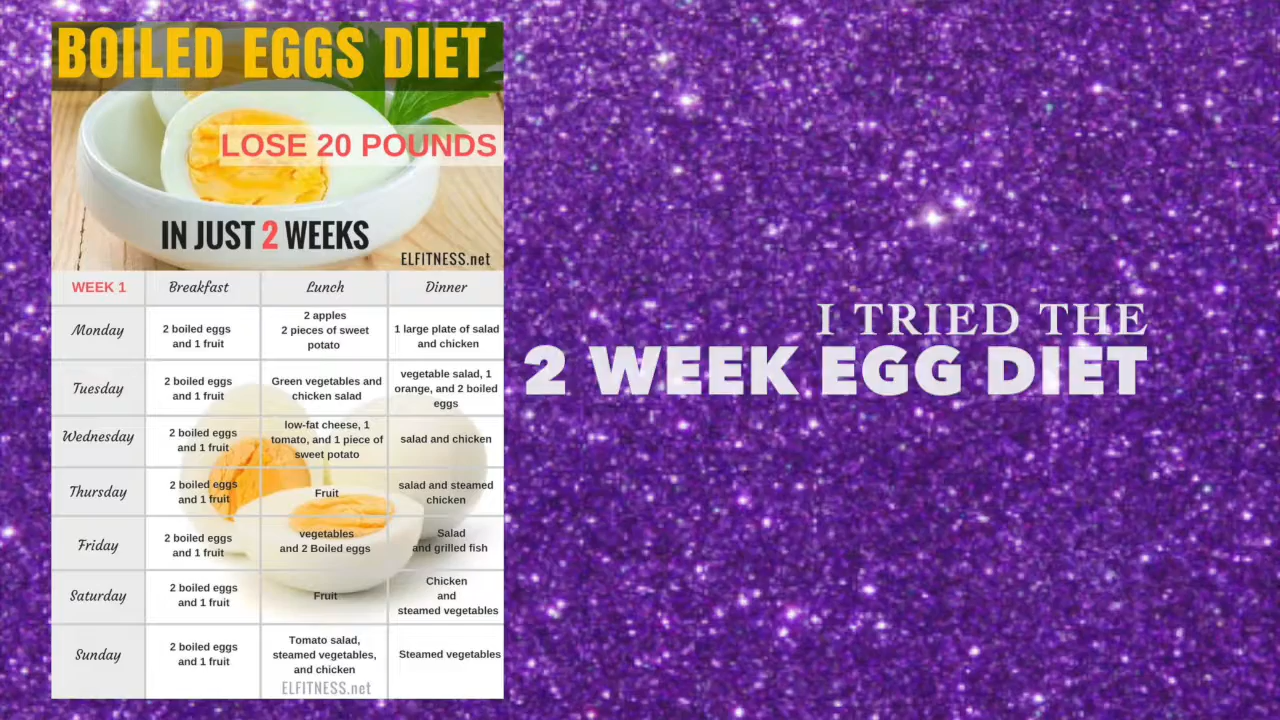 BOILED EGGS DIET
LOSE 20 POUNDS
IN JUST 2 WEEKS
ELFITNESS.net
WEEK 1 Breakfast Lunch Dinner
Monday
2 boiled eggs
and 1 fruit
2 apples
2 pieces of sweet
potato
1 large plate of salad
and chicken
Tuesday
2 boiled eggs
and 1 fruit
Green vegetables and
chicken salad
vegetable salad, 1
orange, and 2 boiled
eggs
Wednesday
2 boiled eggs
and 1 fruit
low-fat cheese, 1
tomato, and 1 piece of
sweet potato
salad and chicken
Thursday
2 boiled eggs
and 1 fruit
Fruit
salad and steamed
chicken
Friday
2 boiled eggs
and 1 fruit
vegetables
and 2 Boiled eggs
Salad
and grilled fish
Saturday
2 boiled eggs
and 1 fruit
Fruit
Chicken
and
steamed vegetables
Sunday
2 boiled eggs
and 1 fruit
Tomato salad,
steamed vegetables,
and chicken
Steamed vegetables
ELFITNESS.net
I TRIED THE
2 WEEK EGG DIET